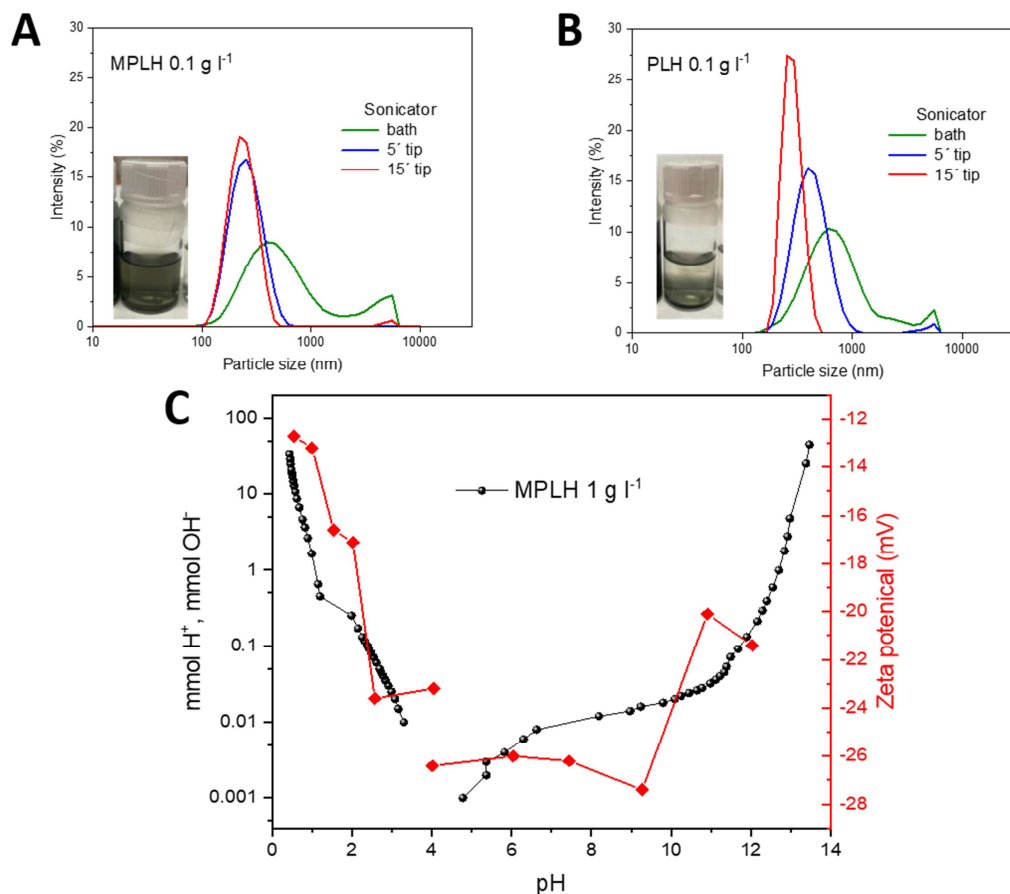 A
MPLH 0.1 g l⁻¹
Sonicator
bath
5´ tip
15´ tip
Intensity (%)
30
25
20
15
10
5
0
10
100
1000
10000
Particle size (nm)
B
PLH 0.1 g l⁻¹
Sonicator
bath
5´ tip
15´ tip
Intensity (%)
30
25
20
15
10
5
0
10
100
1000
10000
Particle size (nm)
C
MPLH 1 g l⁻¹
mmol H⁺, mmol OH⁻
100
10
1
0.1
0.01
0.001
0
2
4
6
8
10
12
14
pH
-12
-14
-16
-18
-20
-22
-24
-26
-28
Zeta potenical (mV)